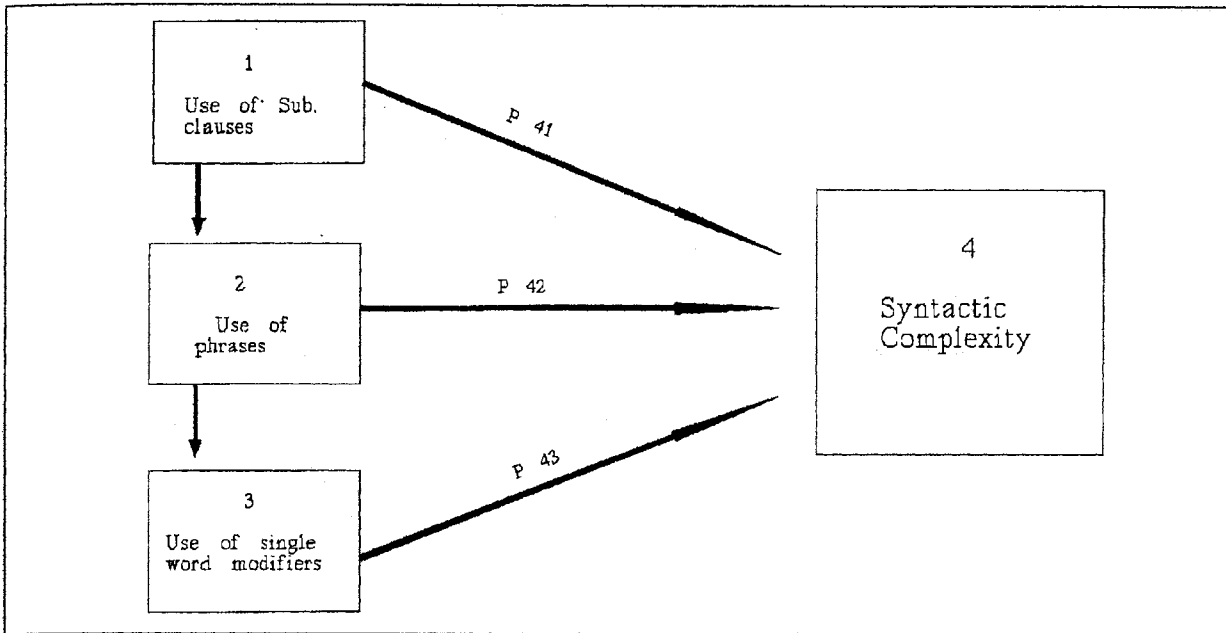 1
Use of Sub.
clauses
P 41
2
Use of
phrases
P 42
4
Syntactic
Complexity
3
Use of single
word modifiers
P 43